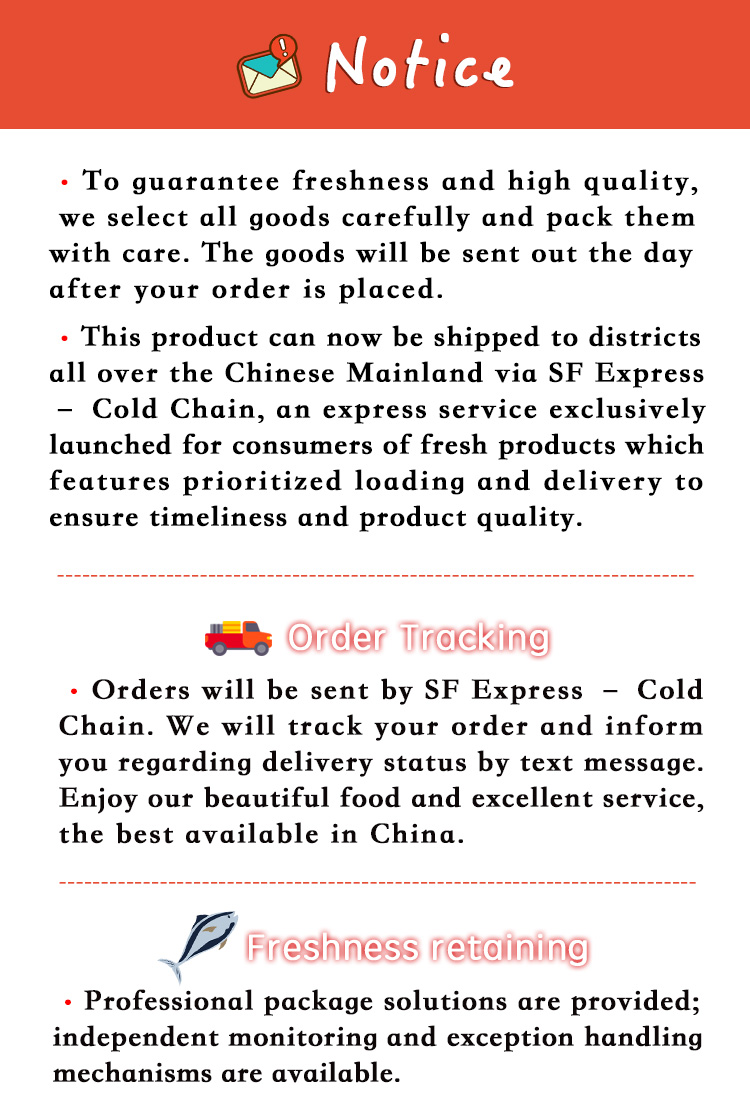 Notice
• To guarantee freshness and high quality,
we select all goods carefully and pack them
with care. The goods will be sent out the day
after your order is placed.
• This product can now be shipped to districts
all over the Chinese Mainland via SF Express
– Cold Chain, an express service exclusively
launched for consumers of fresh products which
features prioritized loading and delivery to
ensure timeliness and product quality.
Order Tracking
• Orders will be sent by SF Express – Cold
Chain. We will track your order and inform
you regarding delivery status by text message.
Enjoy our beautiful food and excellent service,
the best available in China.
Freshness retaining
• Professional package solutions are provided;
independent monitoring and exception handling
mechanisms are available.